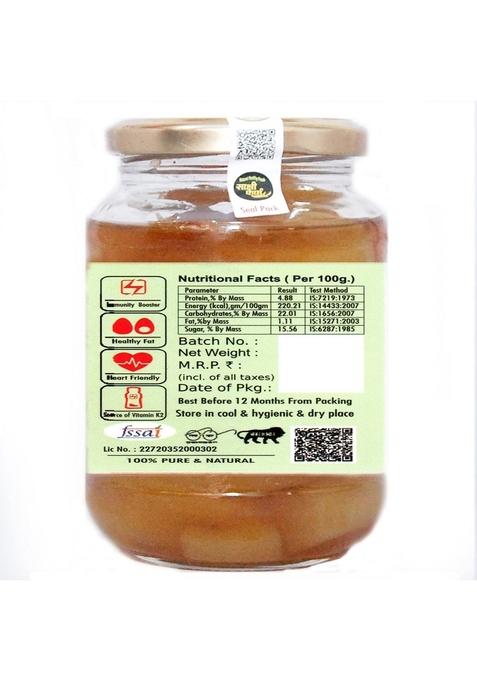 साक्षी
Seal Pack
Nutritional Facts ( Per 100g.)
Parameter Result Test Method
Protein,% By Mass 4.88 IS:7219:1973
Energy (kcal),gm/100gm 220.21 IS:14433:2007
Carbohydrates,% By Mass 22.01 IS:1656:2007
Fat,%by Mass 1.11 IS:15271:2003
Sugar, % By Mass 15.56 IS:6287:1985
Immunity Booster
Healthy Fat
Heart Friendly
Source of Vitamin K2
Batch No. :
Net Weight :
M.R.P. ₹ :
(incl. of all taxes)
Date of Pkg.:
Best Before 12 Months From Packing
Store in cool & hygienic & dry place
fssai
Lic No. : 22720352000302
100% PURE & NATURAL